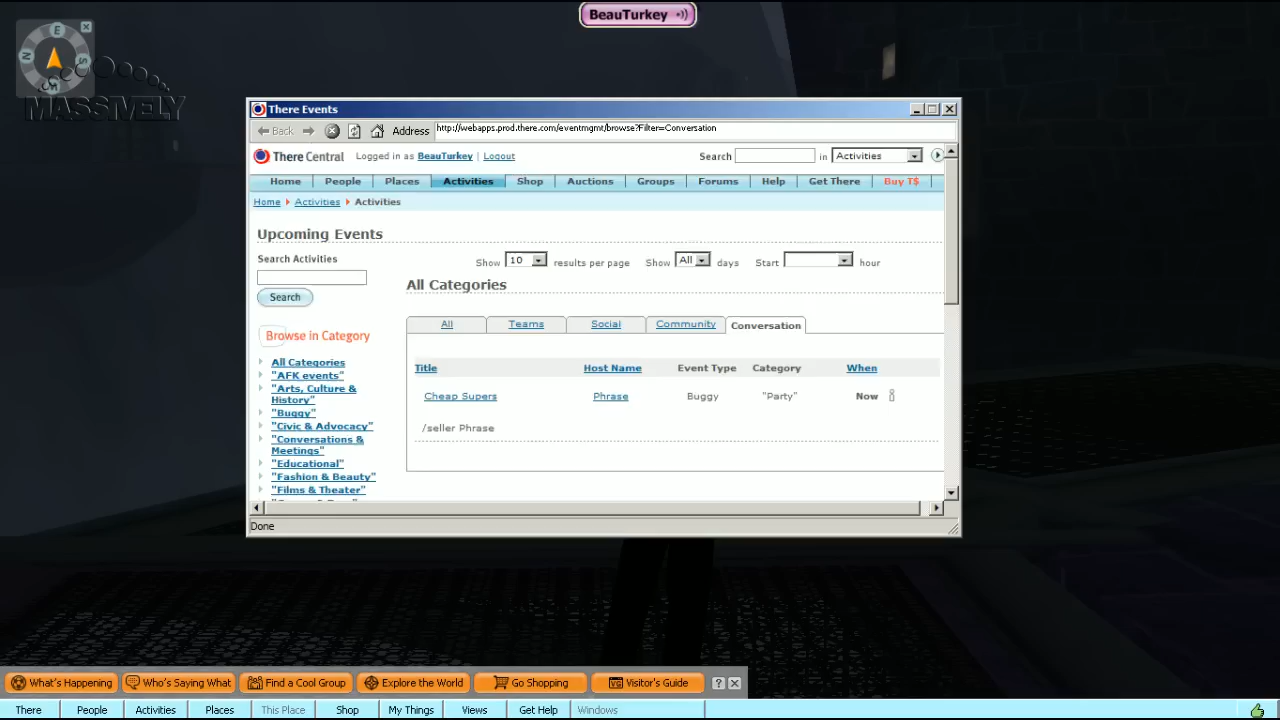 BeauTurkey
N E S W
MASSIVELY
There Events
Back Address http://webapps.prod.there.com/eventmgmt/browse?Filter=Conversation
There Central Logged in as BeauTurkey | Logout Search in Activities
Home People Places Activities Shop Auctions Groups Forums Help Get There Buy T$
Home Activities Activities
Upcoming Events
Search Activities
Show 10 results per page Show All days Start hour
All Categories
Search
All Teams Social Community Conversation
Browse in Category
All Categories
"AFK events"
"Arts, Culture &
History"
"Buggy"
"Civic & Advocacy"
"Conversations &
Meetings"
"Educational"
"Fashion & Beauty"
"Films & Theater"
Title Host Name Event Type Category When
Cheap Supers Phrase Buggy "Party" Now
/seller Phrase
Done
What's Happening Who's Saying What Find a Cool Group Explore the World Go Shopping Visitor's Guide ?
There People Activities Places This Place Shop My Things Views Get Help Windows